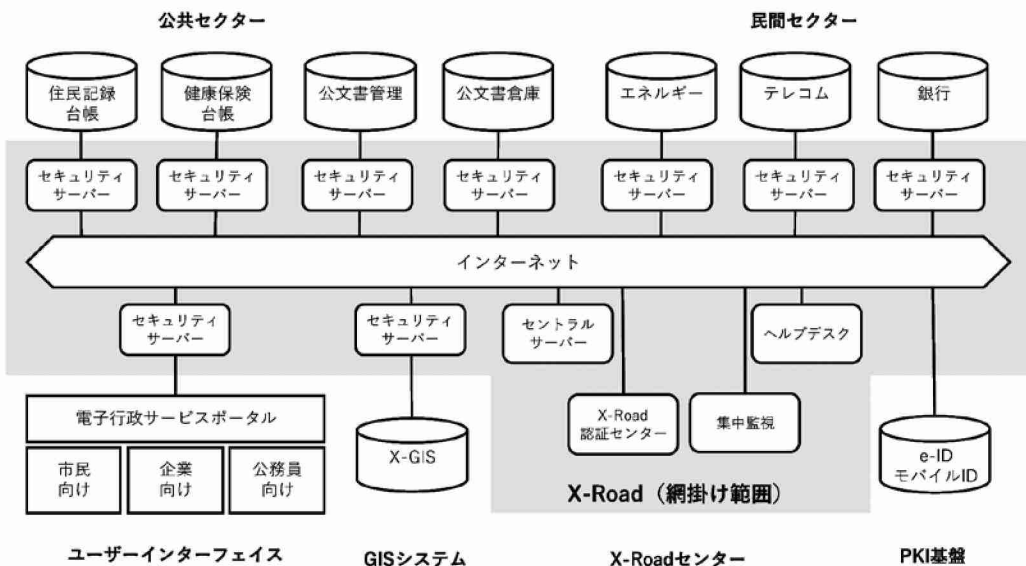 公共セクター
民間セクター
住民記録
台帳
健康保険
台帳
公文書管理
公文書倉庫
エネルギー
テレコム
銀行
セキュリティ
サーバー
セキュリティ
サーバー
セキュリティ
サーバー
セキュリティ
サーバー
セキュリティ
サーバー
セキュリティ
サーバー
セキュリティ
サーバー
インターネット
セキュリティ
サーバー
セキュリティ
サーバー
セントラル
サーバー
ヘルプデスク
電子行政サービスポータル
市民
向け
企業
向け
公務員
向け
X-GIS
X-Road
認証センター
集中監視
e-ID
モバイルID
X-Road（網掛け範囲）
ユーザーインターフェイス
GISシステム
X-Roadセンター
PKI基盤